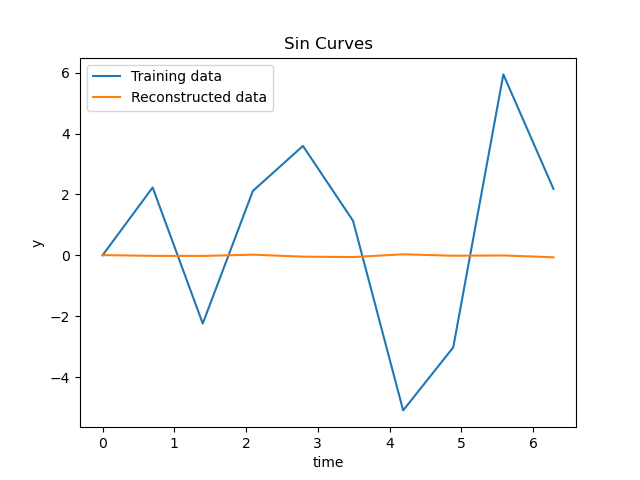 Sin Curves
Training data
Reconstructed data
y
6
4
2
0
−2
−4
0 1 2 3 4 5 6
time